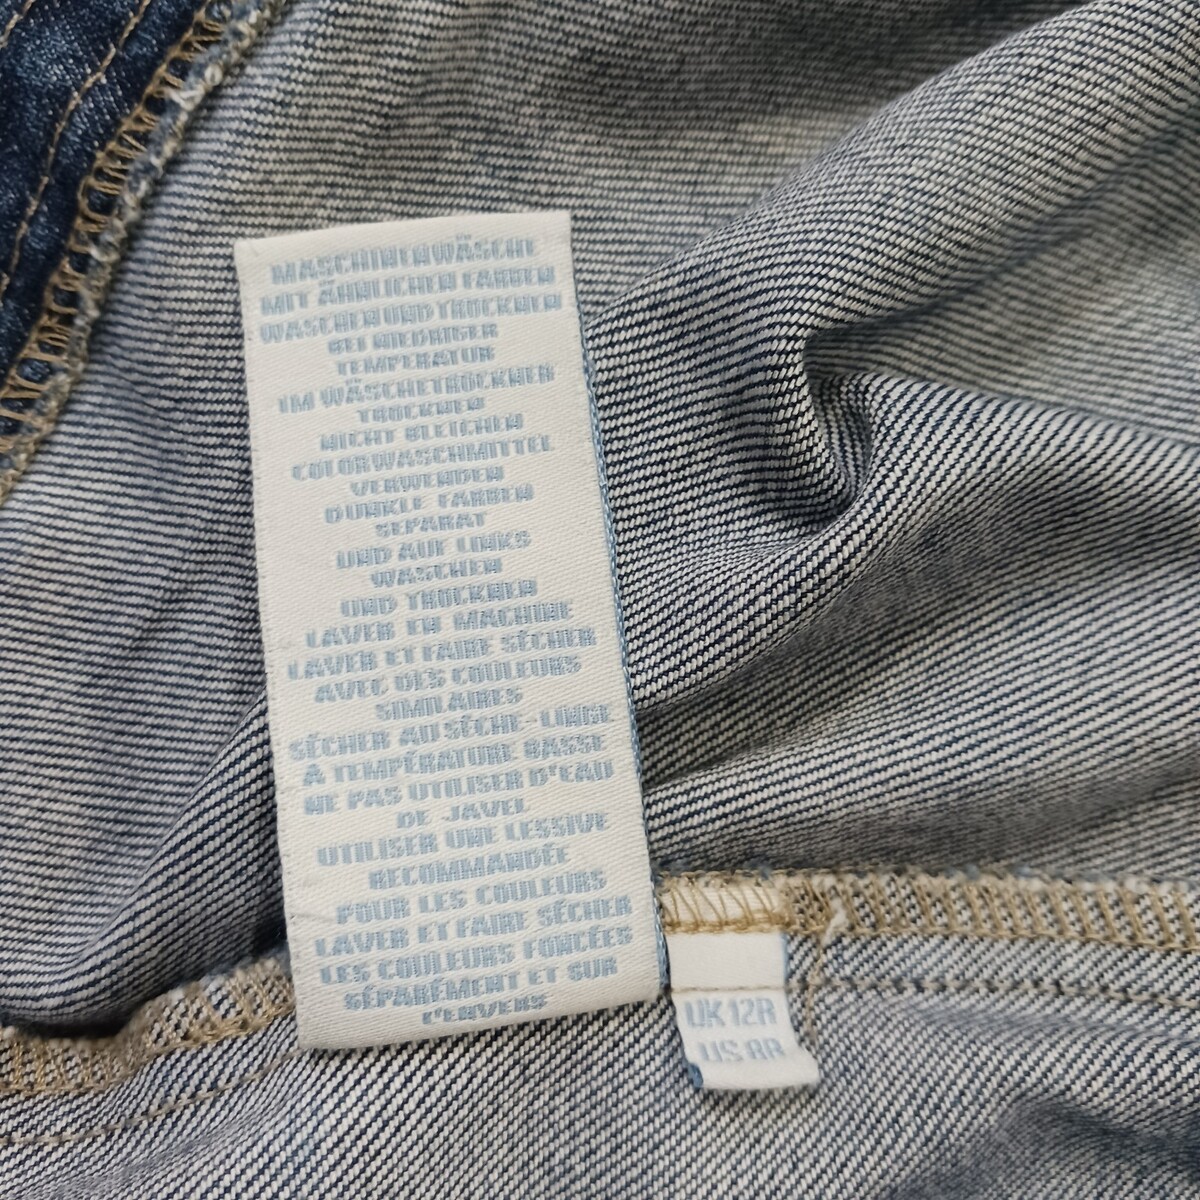 MASCHINENWÄSCHE
MIT ÄHNLICHEN FARBEN
WASCHEN UND TROCKNEN
BEI NIEDRIGER
TEMPERATUR
IM WÄSCHETROCKNER
TROCKNEN
NICHT BLEICHEN
COLORWASCHMITTEL
VERWENDEN
DUNKLE FARBEN
SEPARAT
UND AUF LINKS
WASCHEN
UND TROCKNEN
LAVER EN MACHINE
LAVER ET FAIRE SÉCHER
AVEC DES COULEURS
SIMILAIRES
SÉCHER AU SÈCHE-LINGE
A TEMPÉRATURE BASSE
NE PAS UTILISER D'EAU
DE JAVEL
UTILISER UNE LESSIVE
RECOMMANDÉE
POUR LES COULEURS
LAVER ET FAIRE SÉCHER
LES COULEURS FONCÉES
SÉPARÉMENT ET SUR
L'ENVERS
UK 12R
US 8R